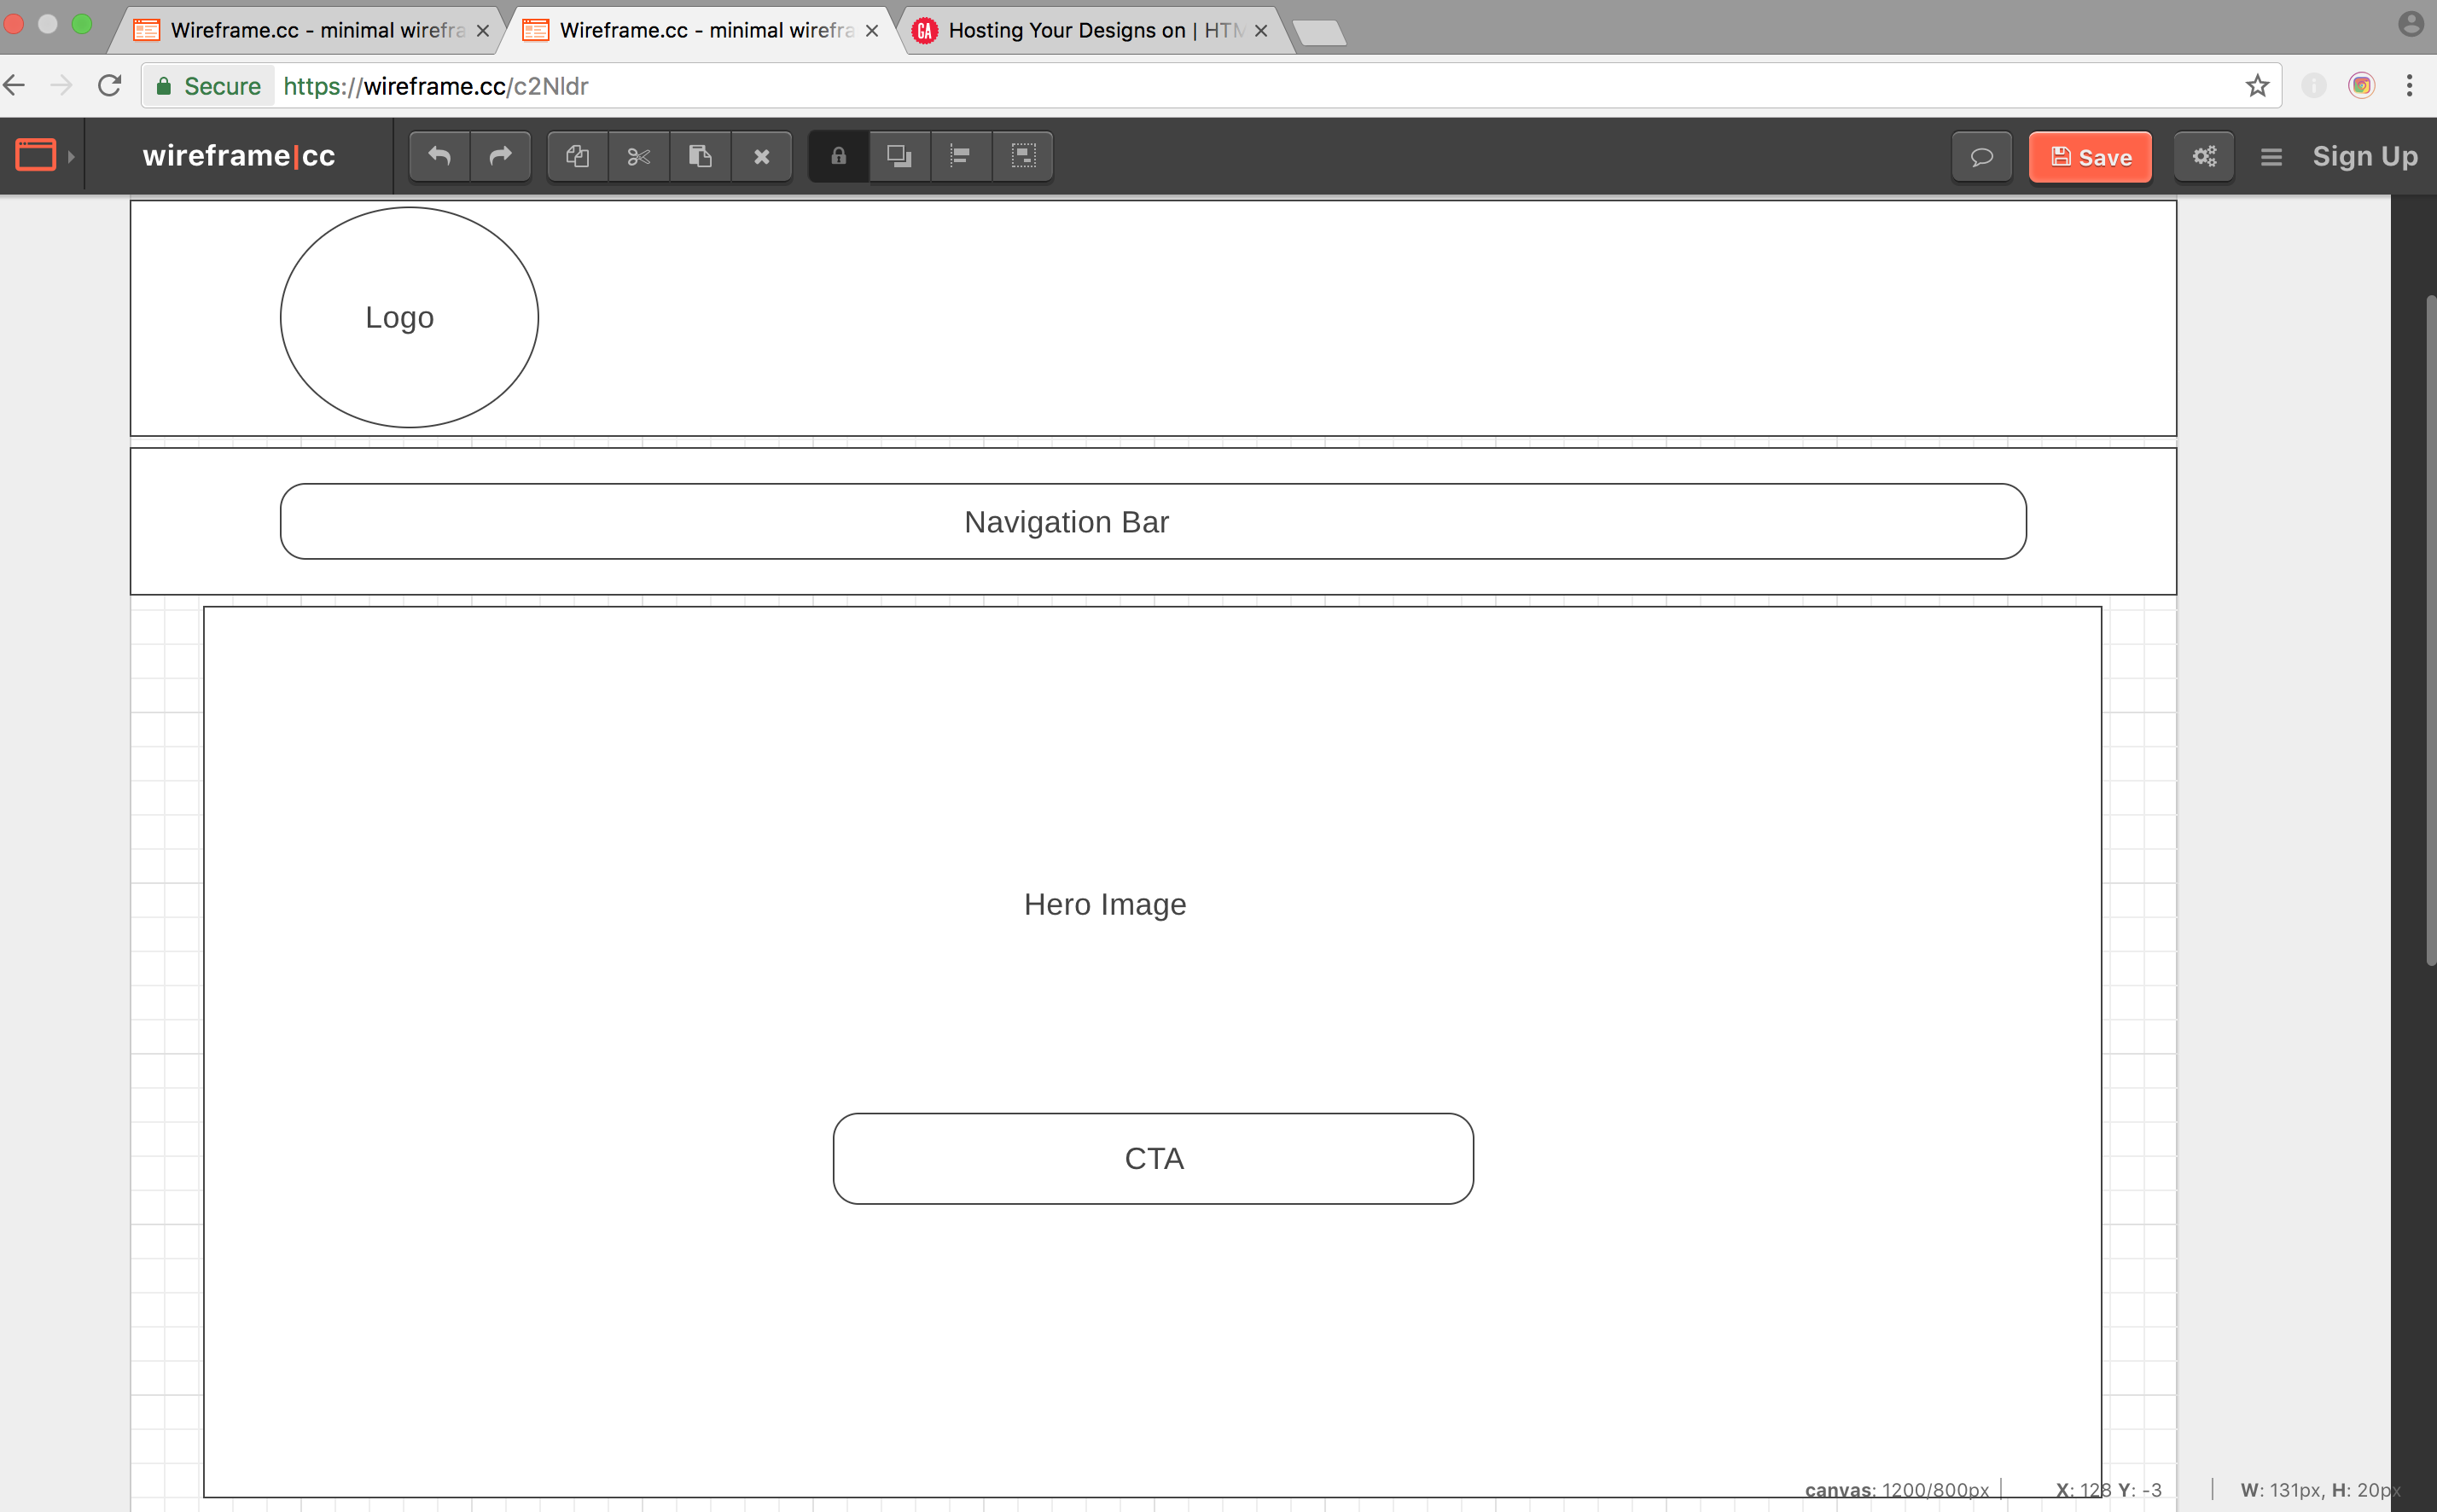 Wireframe.cc - minimal wirefra
Wireframe.cc - minimal wirefra
GA Hosting Your Designs on | HTM
Secure https://wireframe.cc/c2Nldr
wireframe|cc
Save
Sign Up
Logo
Navigation Bar
Hero Image
CTA
canvas: 1200/800px | X: 128 Y: -3 | W: 131px, H: 20px